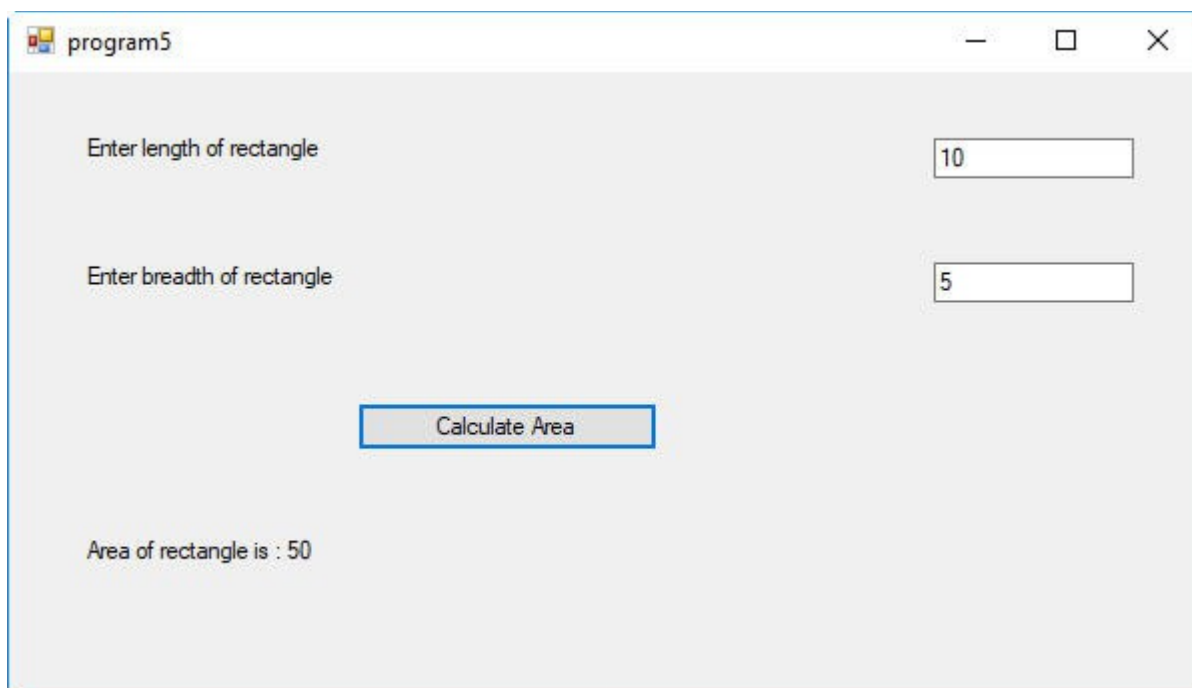 program5
Enter length of rectangle 10
Enter breadth of rectangle 5
Calculate Area
Area of rectangle is : 50